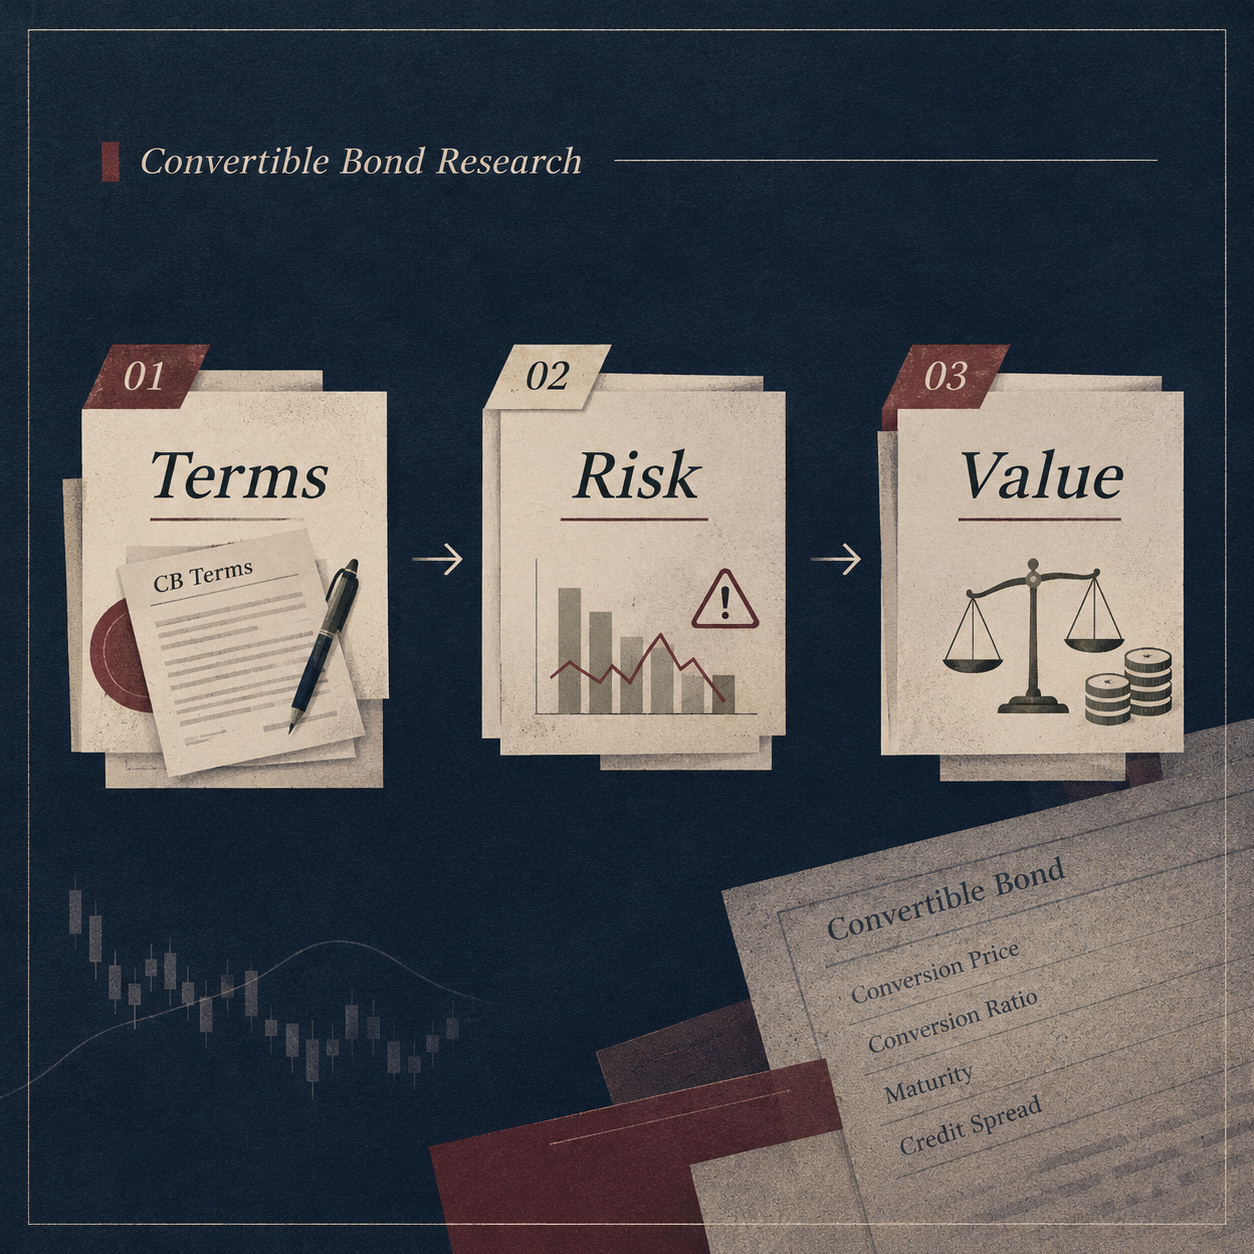 Convertible Bond Research
01
Terms
CB Terms
02
Risk
03
Value
Convertible Bond
Conversion Price
Conversion Ratio
Maturity
Credit Spread